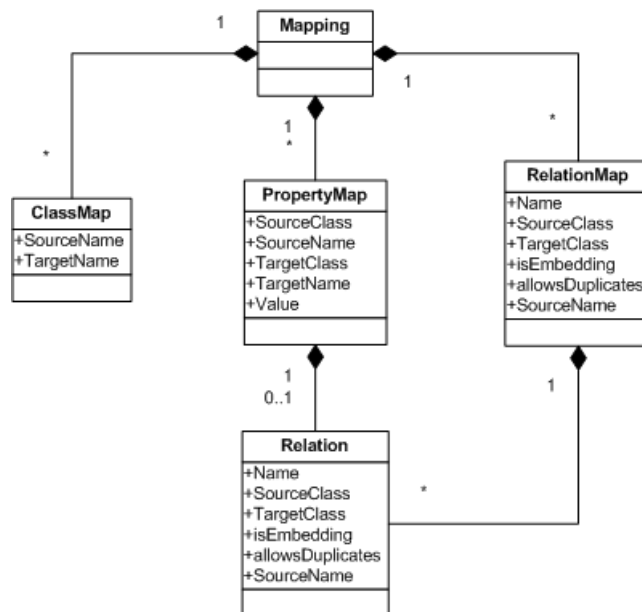 Mapping
1
1
1
*
*
*
ClassMap
+SourceName
+TargetName
PropertyMap
+SourceClass
+SourceName
+TargetClass
+TargetName
+Value
RelationMap
+Name
+SourceClass
+TargetClass
+isEmbedding
+allowsDuplicates
+SourceName
1
0..1
1
*
Relation
+Name
+SourceClass
+TargetClass
+isEmbedding
+allowsDuplicates
+SourceName